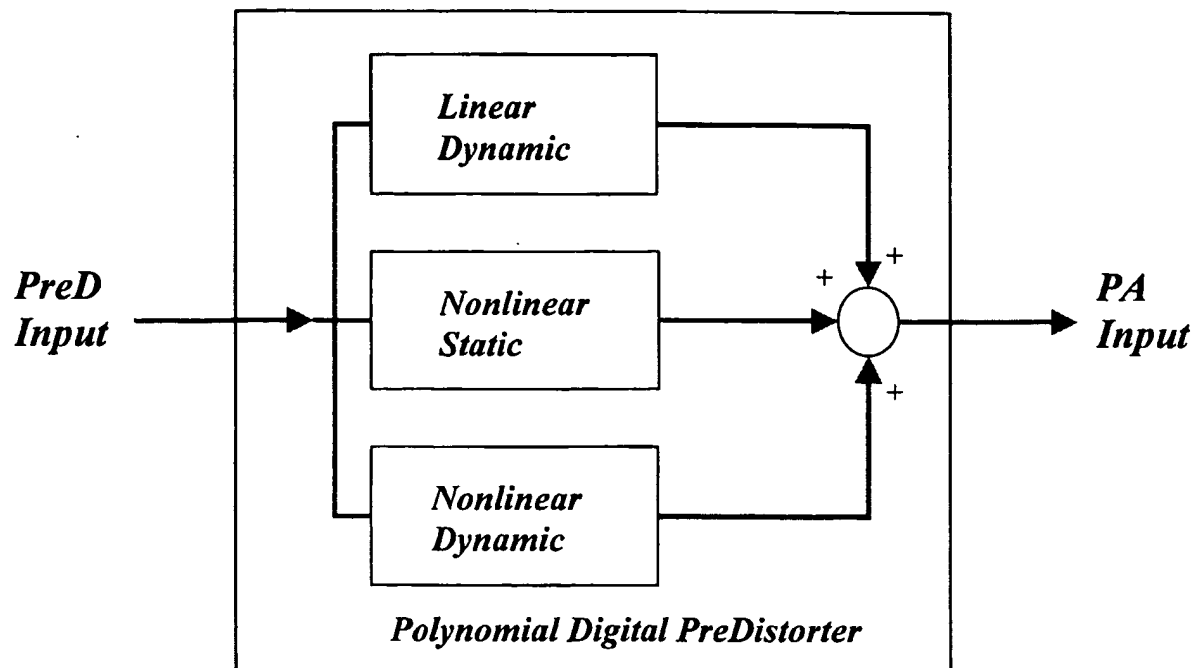 Linear
Dynamic
PreD
Input
Nonlinear
Static
+
+
+
PA
Input
Nonlinear
Dynamic
Polynomial Digital PreDistorter